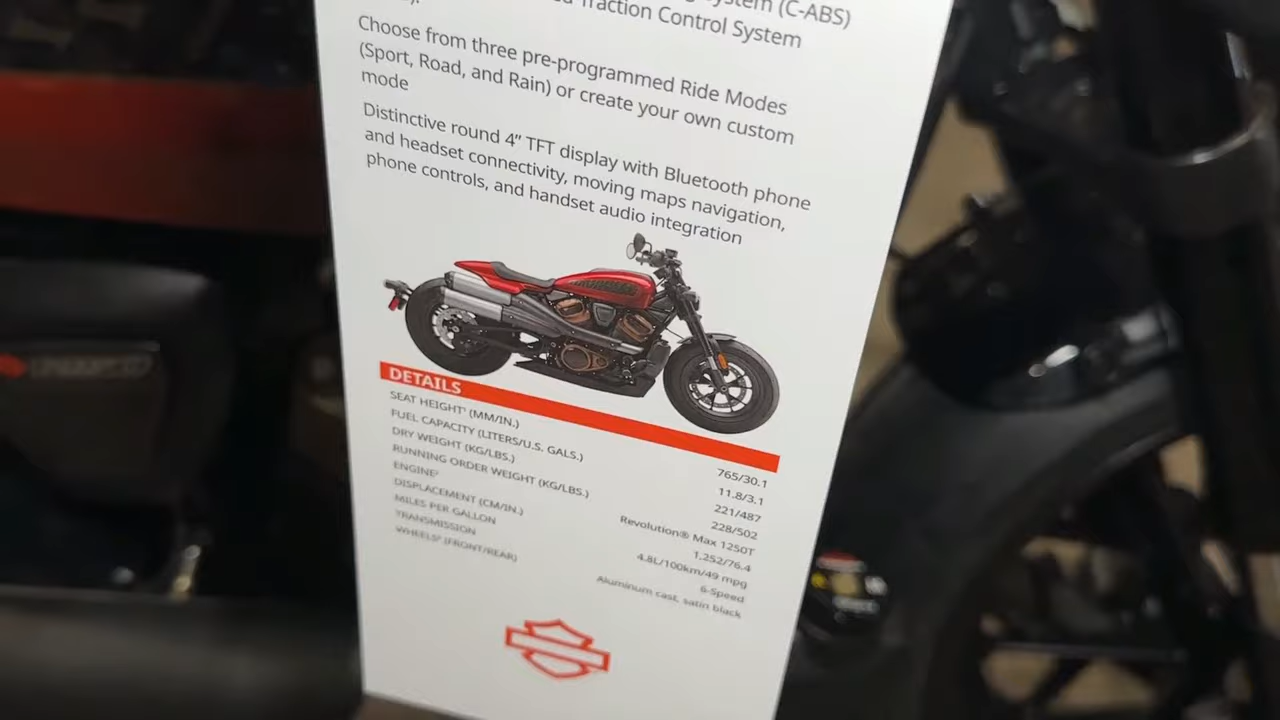 System (C-ABS)
Traction Control System
Choose from three pre-programmed Ride Modes
(Sport, Road, and Rain) or create your own custom
mode
Distinctive round 4” TFT display with Bluetooth phone
and headset connectivity, moving maps navigation,
phone controls, and handset audio integration
DETAILS
SEAT HEIGHT¹ (MM/IN.) 765/30.1
FUEL CAPACITY (LITERS/U.S. GALS.) 11.8/3.1
DRY WEIGHT (KG/LBS.) 221/487
RUNNING ORDER WEIGHT (KG/LBS.) 228/502
ENGINE² Revolution® Max 1250T
DISPLACEMENT (CM/IN.) 1,252/76.4
MILES PER GALLON 4.8L/100km/49 mpg
TRANSMISSION 6-Speed
WHEELS³ (FRONT/REAR) Aluminum cast, satin black